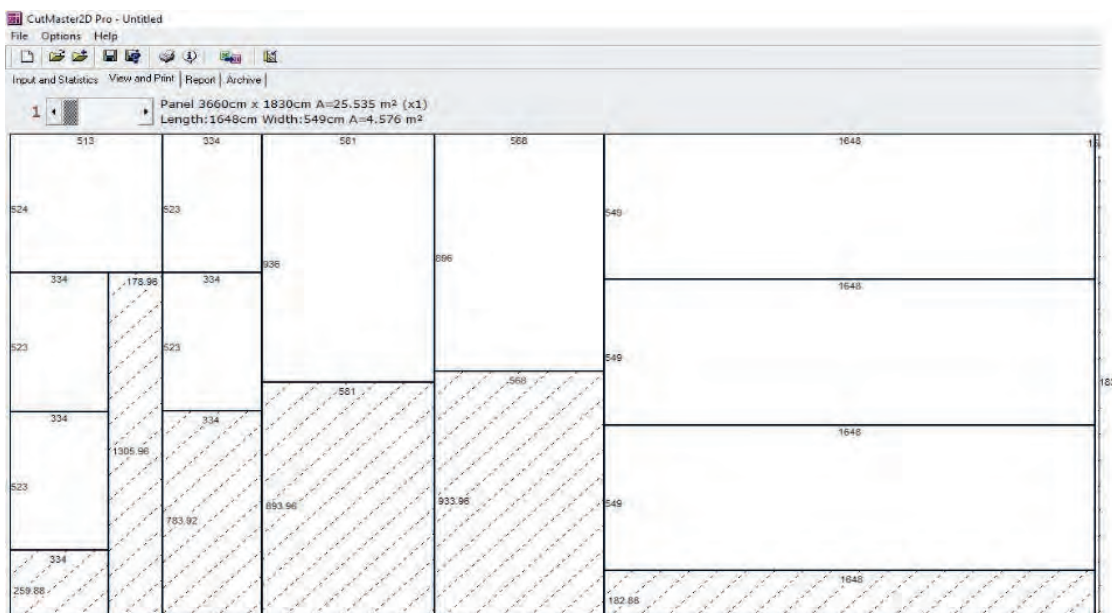 CutMaster2D Pro - Untitled
File Options Help
Input and Statistics View and Print Report Archive
1 Panel 3660cm x 1830cm A=25.535 m² (x1)
Length:1648cm Width:549cm A=4.576 m²
513 334 581 568 1648
524 523 549
936 896
334 178.96 334 1648
523 523 549
581 568
334 334 1648
1305.96
523 783.92 893.96 933.96 549
334 1648
259.88 182.88